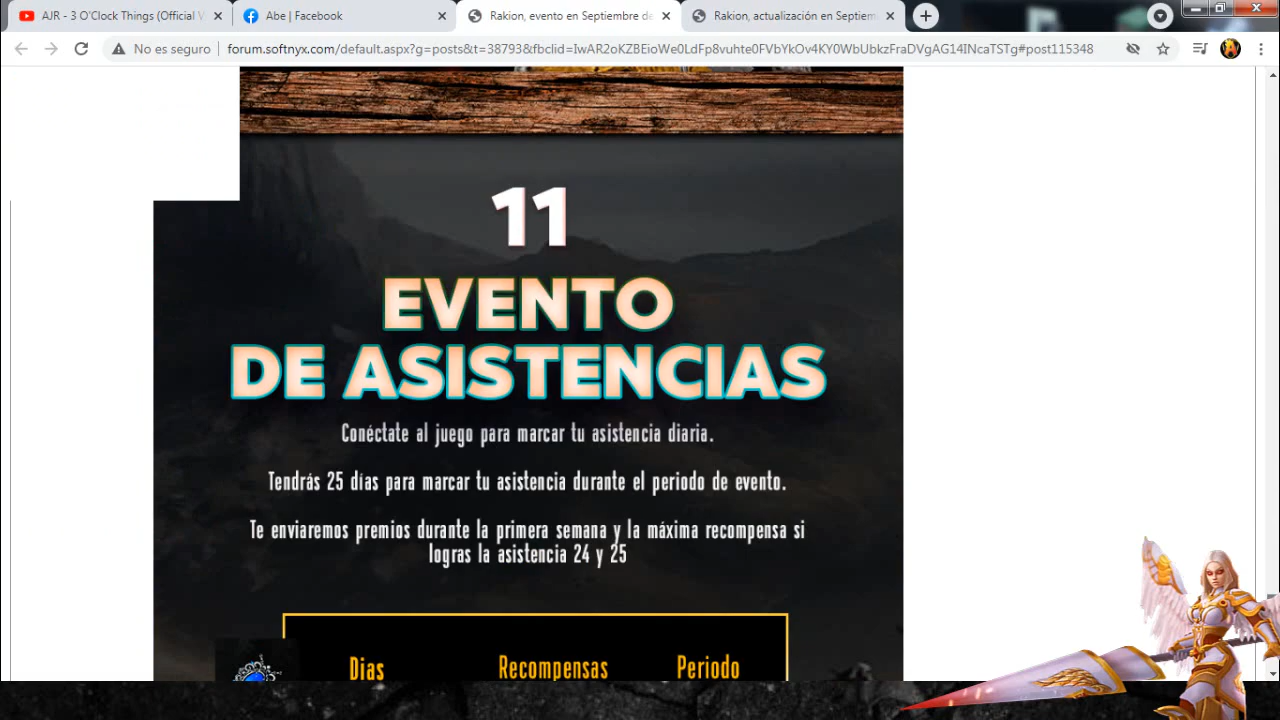 AJR - 3 O'Clock Things (Official V
Abe | Facebook
Rakion, evento en Septiembre de
Rakion, actualización en Septiem
No es seguro
forum.softnyx.com/default.aspx?g=posts&t=38793&fbclid=IwAR2oKZBEioWe0LdFp8vuhte0FVbYkOv4KY0WbUbkzFraDVgAG14INcaTSTg#post115348
11
EVENTO
DE ASISTENCIAS
Conéctate al juego para marcar tu asistencia diaria.
Tendrás 25 días para marcar tu asistencia durante el periodo de evento.
Te enviaremos premios durante la primera semana y la máxima recompensa si
logras la asistencia 24 y 25
Dias Recompensas Periodo